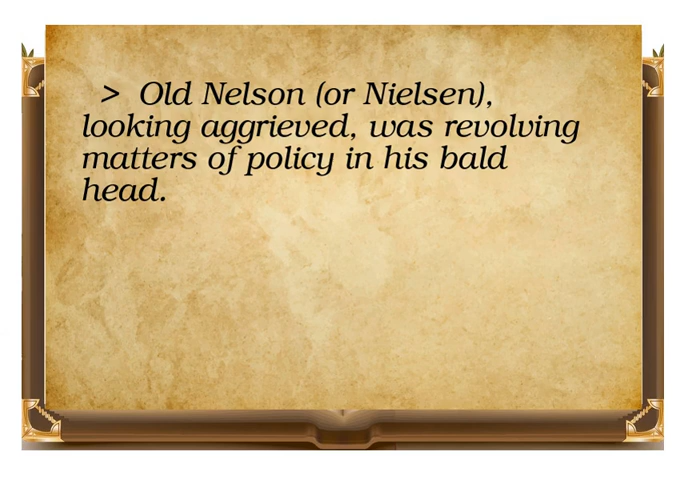 > Old Nelson (or Nielsen),
looking aggrieved, was revolving
matters of policy in his bald
head.